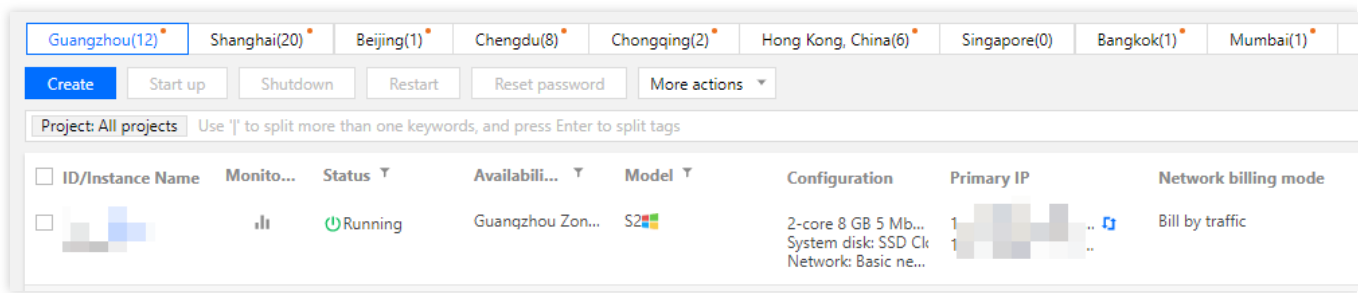 Guangzhou(12) Shanghai(20) Beijing(1) Chengdu(8) Chongqing(2) Hong Kong, China(6) Singapore(0) Bangkok(1) Mumbai(1)
Create Start up Shutdown Restart Reset password More actions
Project: All projects Use '|' to split more than one keywords, and press Enter to split tags
ID/Instance Name Monito... Status Availabili... Model Configuration Primary IP Network billing mode
Running Guangzhou Zon... S2 2-core 8 GB 5 Mb... 1 .. Bill by traffic
System disk: SSD Clo 1 ..
Network: Basic ne...